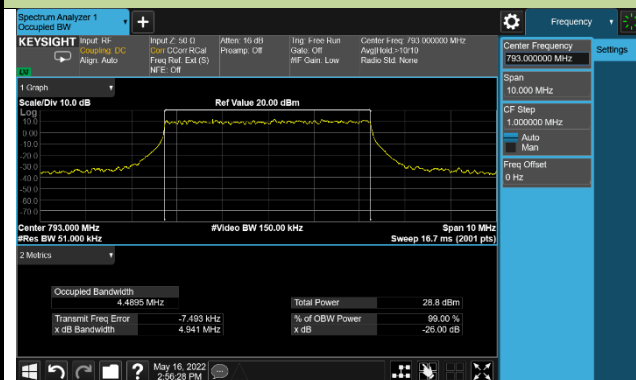 Spectrum Analyzer 1
Occupied BW
Frequency
KEYSIGHT
Input: RF
Coupling: DC
Align: Auto
Input Z: 50 Ω
Corr CCorr RCal
Freq Ref: Ext (S)
NFE: Off
Atten: 16 dB
Preamp: Off
Trig: Free Run
Gate: Off
#IF Gain: Low
Center Freq: 793.000000 MHz
Avg|Hold:>10/10
Radio Std: None
Center Frequency
793.000000 MHz
Settings
Span
10.000 MHz
CF Step
1.000000 MHz
Auto
Man
Freq Offset
0 Hz
1 Graph
Scale/Div 10.0 dB
Ref Value 20.00 dBm
Log
10.0
0.00
-10.0
-20.0
-30.0
-40.0
-50.0
-60.0
-70.0
Center 793.000 MHz
#Video BW 150.00 kHz
Span 10 MHz
#Res BW 51.000 kHz
Sweep 16.7 ms (2001 pts)
2 Metrics
Occupied Bandwidth
4.4895 MHz
Total Power
28.8 dBm
Transmit Freq Error
-7.493 kHz
% of OBW Power
99.00 %
x dB Bandwidth
4.941 MHz
x dB
-26.00 dB
May 16, 2022
2:56:28 PM